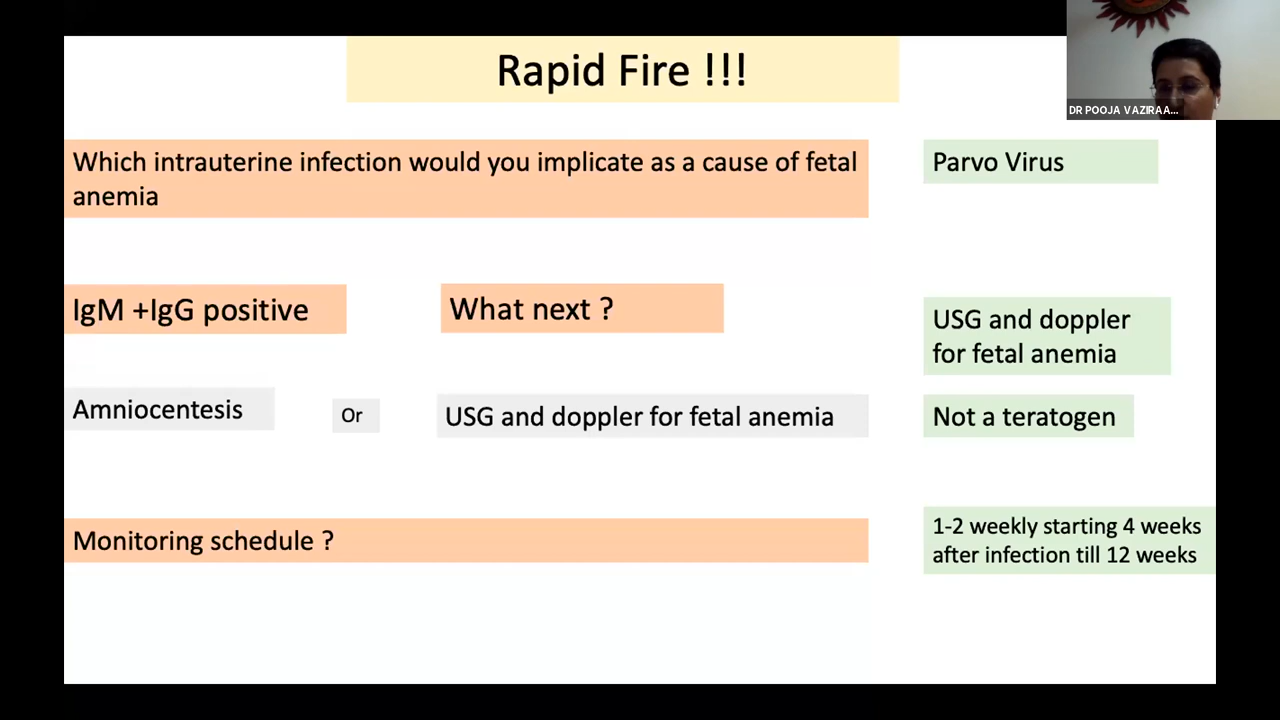 Rapid Fire !!!
DR POOJA VAZIRAA...
Which intrauterine infection would you implicate as a cause of fetal
anemia
Parvo Virus
IgM +IgG positive
What next ?
USG and doppler
for fetal anemia
Amniocentesis
Or
USG and doppler for fetal anemia
Not a teratogen
Monitoring schedule ?
1-2 weekly starting 4 weeks
after infection till 12 weeks